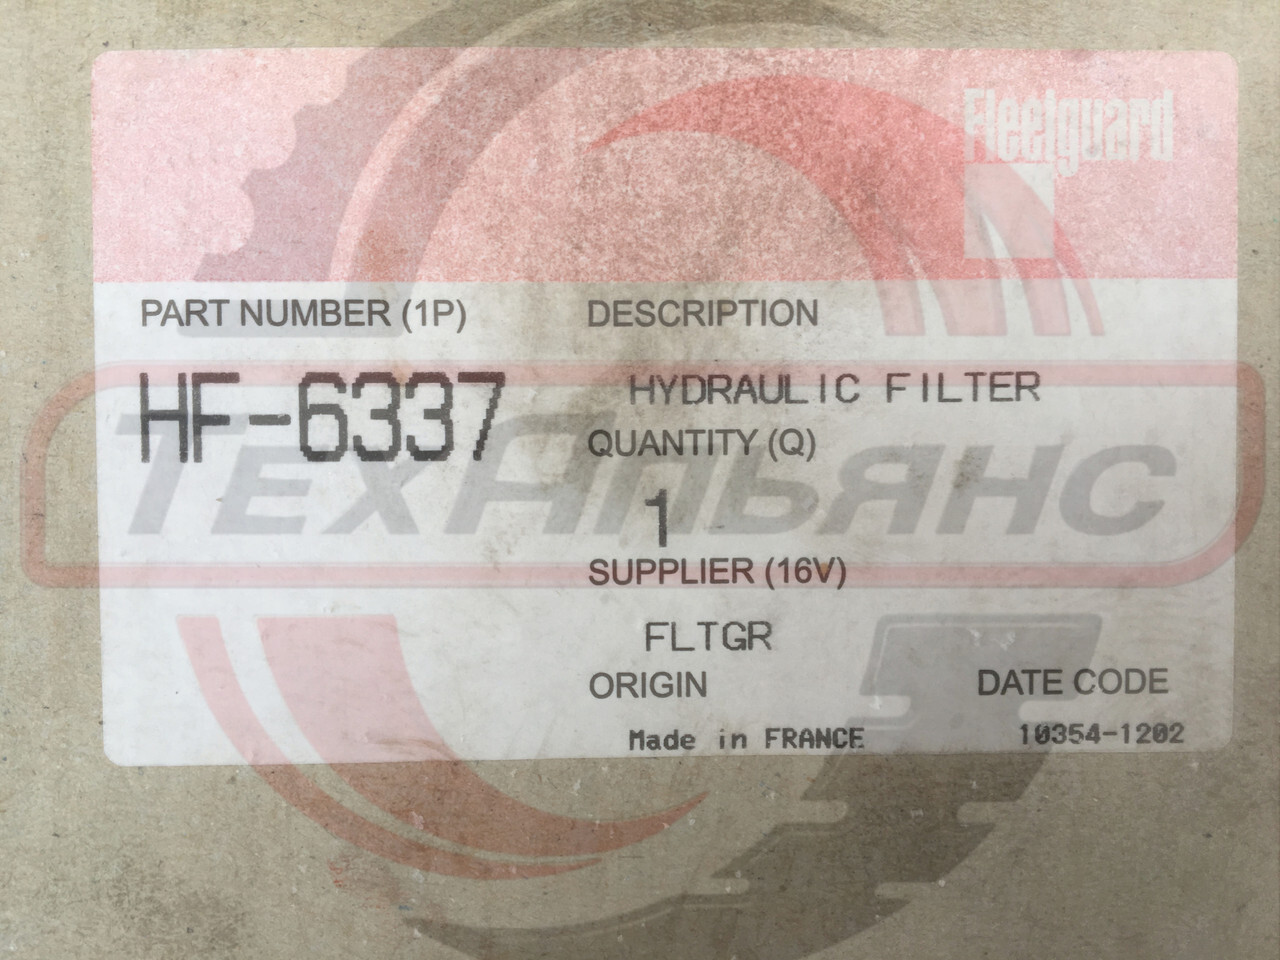 Fleetguard
PART NUMBER (1P) DESCRIPTION
HF-6337 HYDRAULIC FILTER
QUANTITY (Q)
ТехАльянс
1
SUPPLIER (16V)
FLTGR
ORIGIN DATE CODE
Made in FRANCE 10354-1202